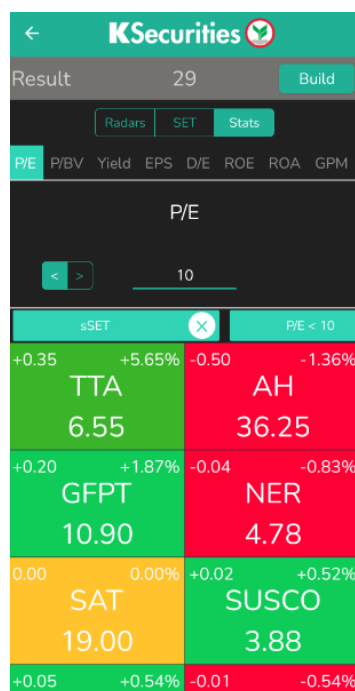 ←
KSecurities
Result 29 Build
Radars SET Stats
P/E P/BV Yield EPS D/E ROE ROA GPM
P/E
< > 10
sSET × P/E < 10
+0.35 +5.65% -0.50 -1.36%
TTA AH
6.55 36.25
+0.20 +1.87% -0.04 -0.83%
GFPT NER
10.90 4.78
0.00 0.00% +0.02 +0.52%
SAT SUSCO
19.00 3.88
+0.05 +0.54% -0.01 -0.54%